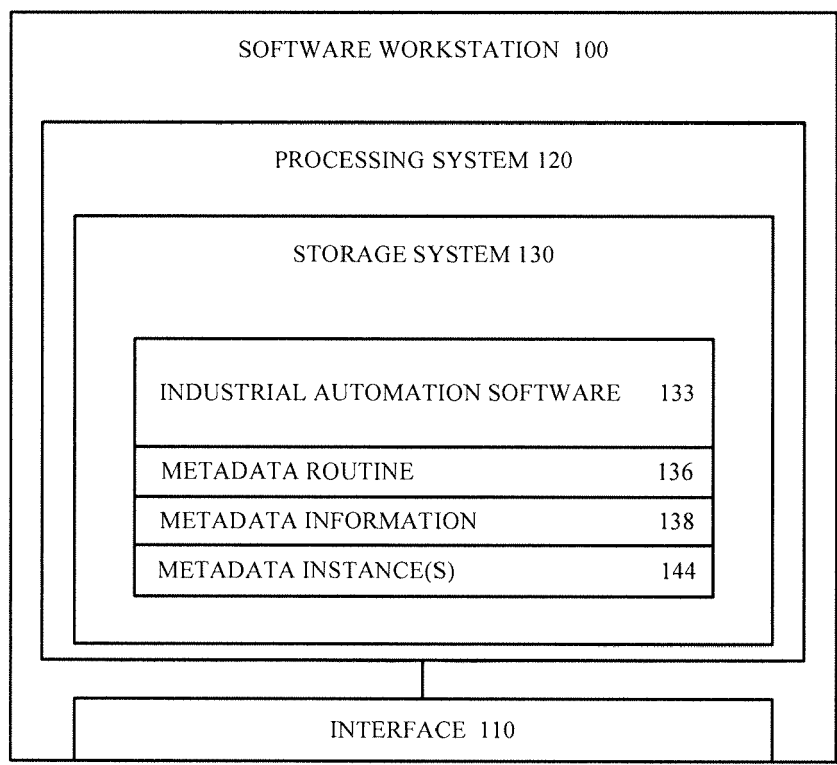 SOFTWARE WORKSTATION 100
PROCESSING SYSTEM 120
STORAGE SYSTEM 130
INDUSTRIAL AUTOMATION SOFTWARE 133
METADATA ROUTINE 136
METADATA INFORMATION 138
METADATA INSTANCE(S) 144
INTERFACE 110